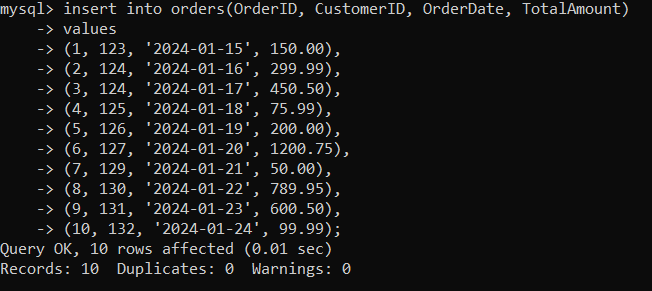 mysql> insert into orders(OrderID, CustomerID, OrderDate, TotalAmount)
    -> values
    -> (1, 123, '2024-01-15', 150.00),
    -> (2, 124, '2024-01-16', 299.99),
    -> (3, 124, '2024-01-17', 450.50),
    -> (4, 125, '2024-01-18', 75.99),
    -> (5, 126, '2024-01-19', 200.00),
    -> (6, 127, '2024-01-20', 1200.75),
    -> (7, 129, '2024-01-21', 50.00),
    -> (8, 130, '2024-01-22', 789.95),
    -> (9, 131, '2024-01-23', 600.50),
    -> (10, 132, '2024-01-24', 99.99);
Query OK, 10 rows affected (0.01 sec)
Records: 10  Duplicates: 0  Warnings: 0